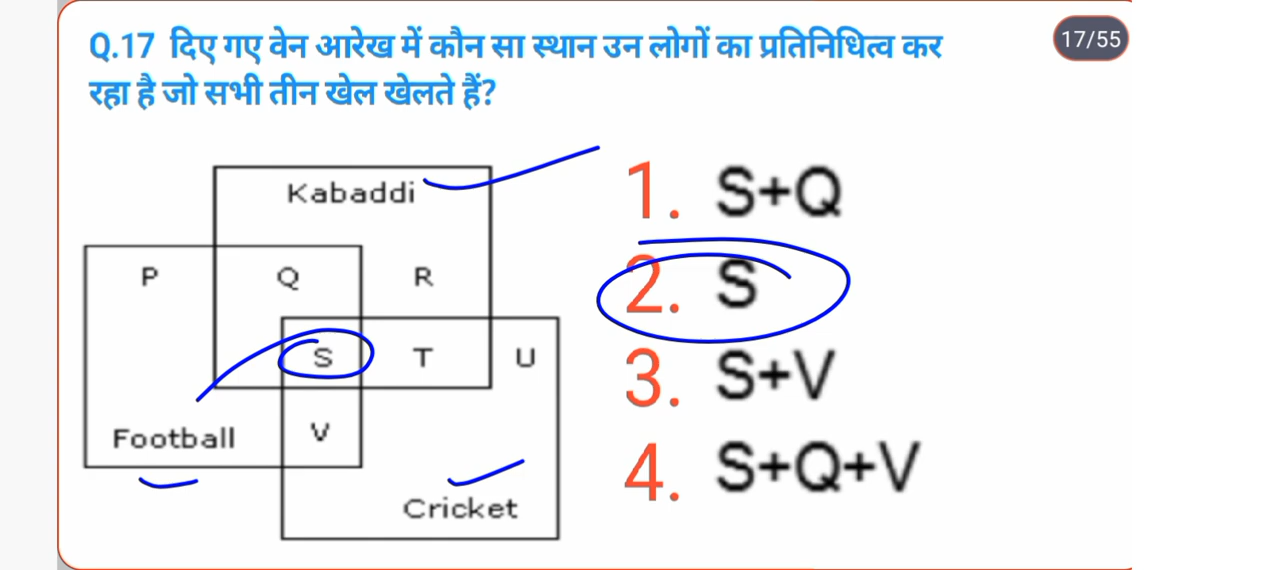 Q.17 दिए गए वेन आरेख में कौन सा स्थान उन लोगों का प्रतिनिधित्व कर
रहा है जो सभी तीन खेल खेलते हैं?
17/55
Kabaddi
P Q R
S T U
Football V
Cricket
1. S+Q
2. S
3. S+V
4. S+Q+V